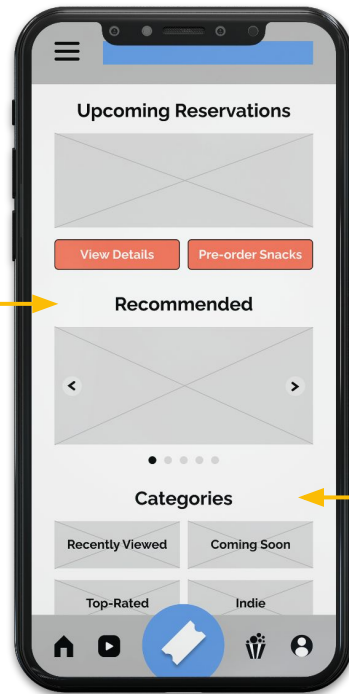 Upcoming Reservations
View Details
Pre-order Snacks
Recommended
Categories
Recently Viewed
Coming Soon
Top-Rated
Indie